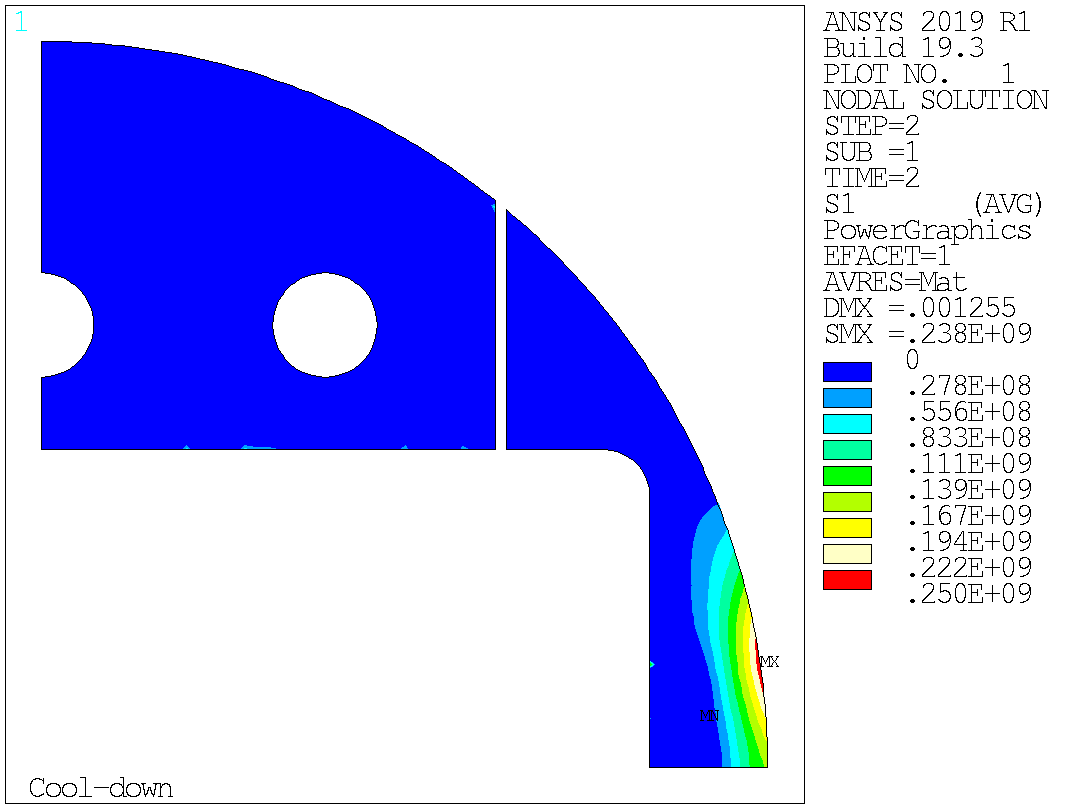 1
ANSYS 2019 R1
Build 19.3
PLOT NO.   1
NODAL SOLUTION
STEP=2
SUB =1
TIME=2
S1       (AVG)
PowerGraphics
EFACET=1
AVRES=Mat
DMX =.001255
SMX =.238E+09
0
.278E+08
.556E+08
.833E+08
.111E+09
.139E+09
.167E+09
.194E+09
.222E+09
.250E+09
MX
MN
Cool-down